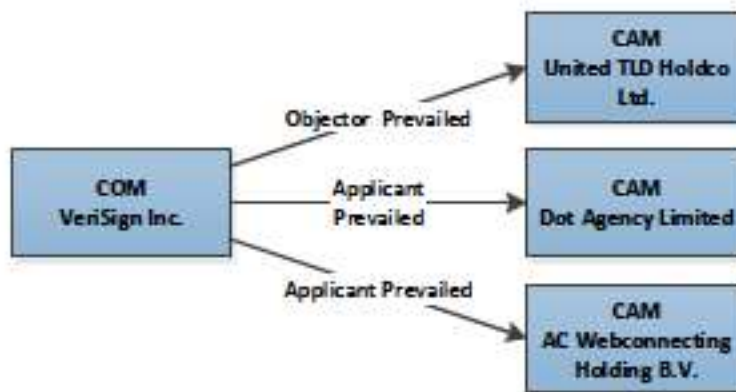 CAM
United TLD Holdco
Ltd.
Objector Prevailed
COM
VeriSign Inc.
Applicant
Prevailed
CAM
Dot Agency Limited
Applicant Prevailed
CAM
AC Webconnecting
Holding B.V.